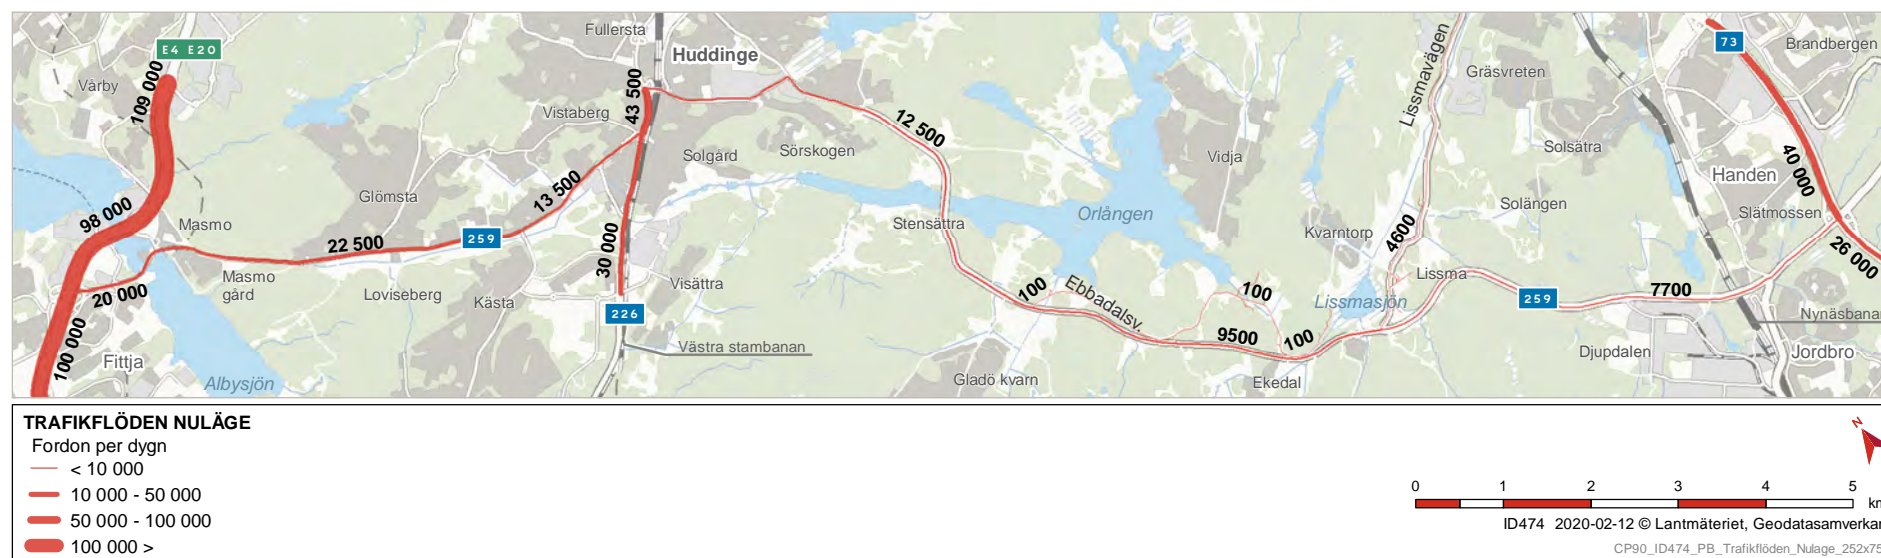 E4 E20
Vårby
109 000
98 000
Masmo
Masmo
gård
20 000
100 000
Fittja
Albysjön
Glömsta
22 500
Loviseberg
259
Kästa
13 500
Fullersta
Huddinge
Vistaberg
43 500
Solgård
Sörskogen
30 000
Visättra
226
Västra stambanan
12 500
Stensättra
Orlången
100
Ebbadalsv.
Gladö kvarn
9500
100
100
Ekedal
Vidja
Kvarntorp
Lissmasjön
Lissmavägen
4600
Lissma
Gräsvreten
Solsätra
Solängen
259
7700
Djupdalen
73
Brandbergen
40 000
Handen
Slätmossen
26 000
Nynäsbanan
Jordbro
TRAFIKFLÖDEN NULÄGE
Fordon per dygn
< 10 000
10 000 - 50 000
50 000 - 100 000
100 000 >
N
0 1 2 3 4 5
km
ID474 2020-02-12 © Lantmäteriet, Geodatasamverkan
CP90_ID474_PB_Trafikflöden_Nulage_252x75